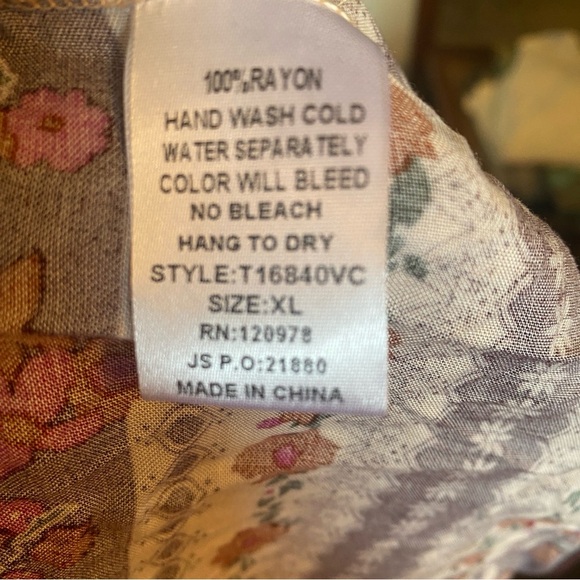 100%RAYON
HAND WASH COLD
WATER SEPARATELY
COLOR WILL BLEED
NO BLEACH
HANG TO DRY
STYLE:T16840VC
SIZE:XL
RN:120978
JS P.O:21880
MADE IN CHINA